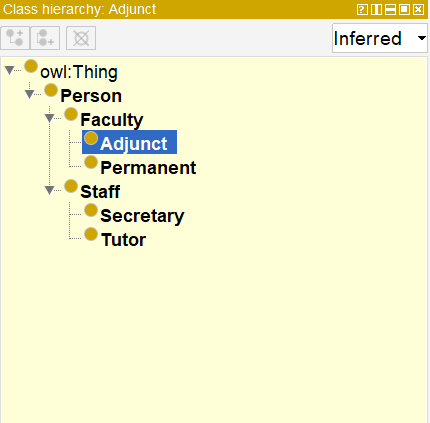 Class hierarchy: Adjunct
Inferred
owl:Thing
Person
Faculty
Adjunct
Permanent
Staff
Secretary
Tutor